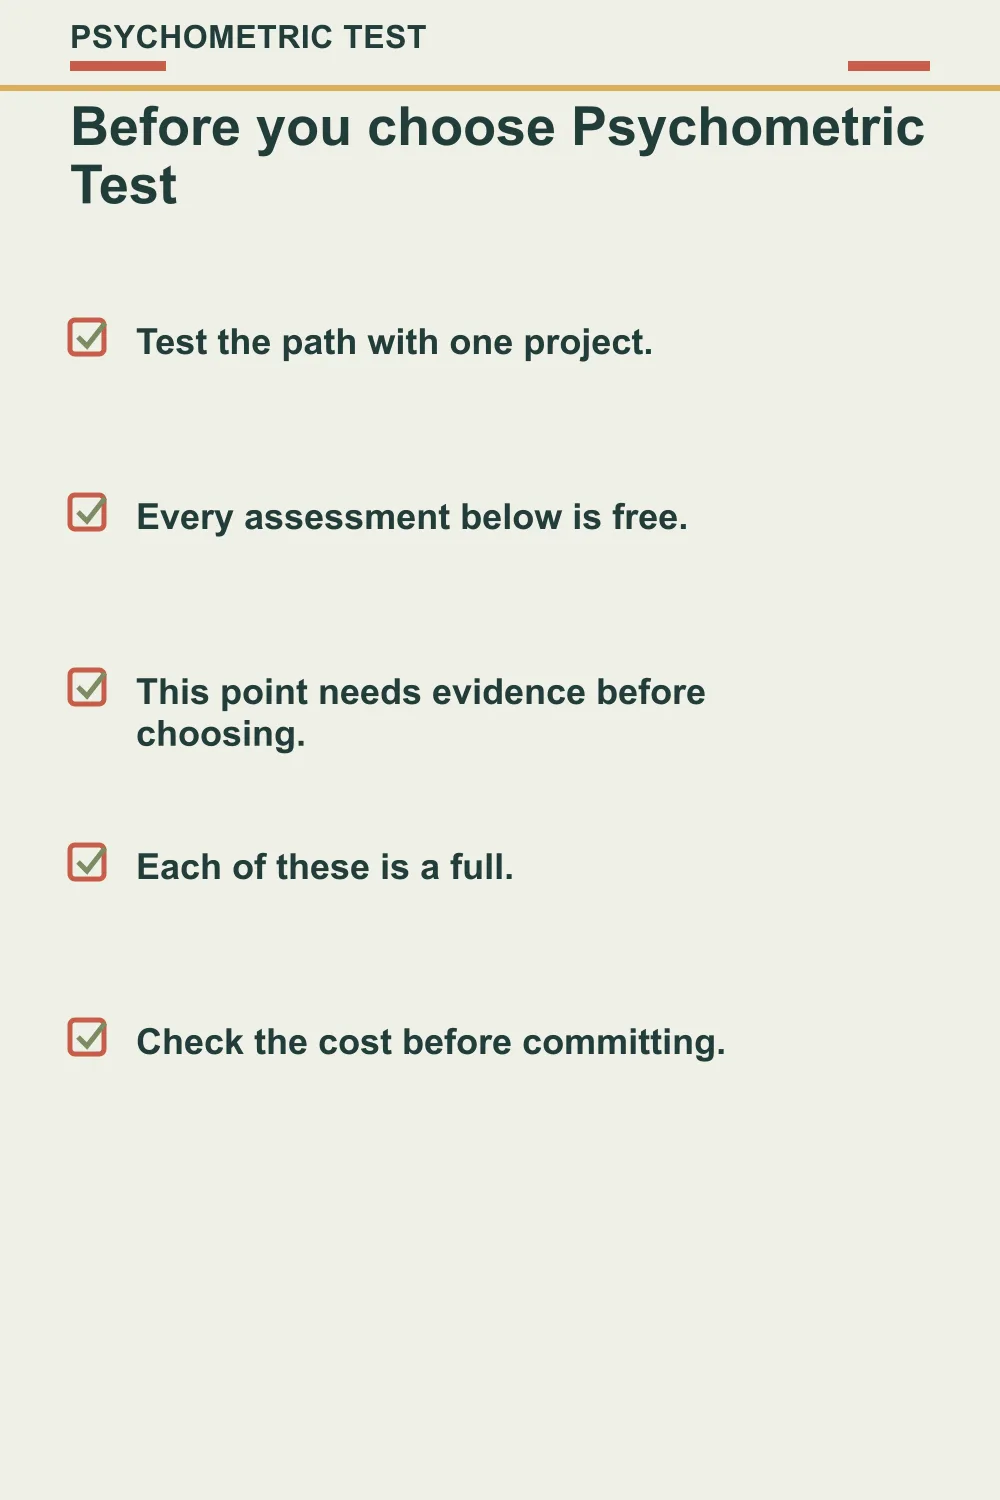 PSYCHOMETRIC TEST
Before you choose Psychometric
Test
Test the path with one project.
Every assessment below is free.
This point needs evidence before
choosing.
Each of these is a full.
Check the cost before committing.